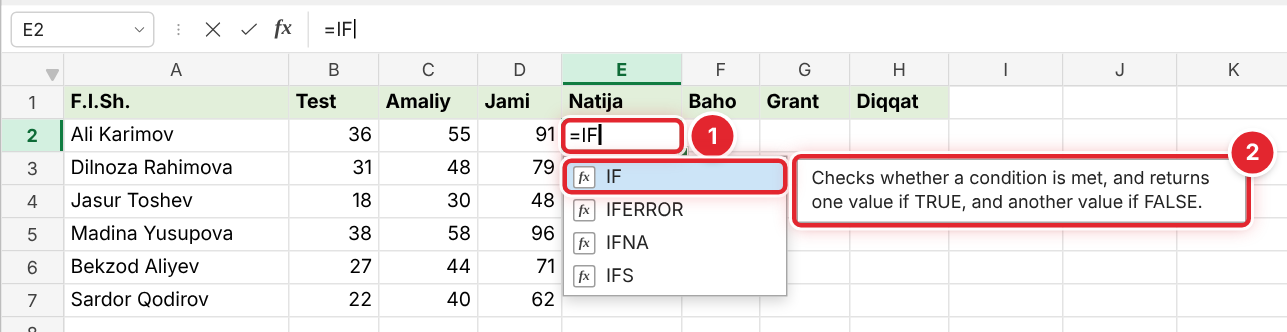 E2 =IF
A B C D E F G H I J K
1 F.I.Sh. Test Amaliy Jami Natija Baho Grant Diqqat
2 Ali Karimov 36 55 91 =IF 1
3 Dilnoza Rahimova 31 48 79
4 Jasur Toshev 18 30 48
5 Madina Yusupova 38 58 96
6 Bekzod Aliyev 27 44 71
7 Sardor Qodirov 22 40 62
8
fx IF
fx IFERROR
fx IFNA
fx IFS
2
Checks whether a condition is met, and returns
one value if TRUE, and another value if FALSE.